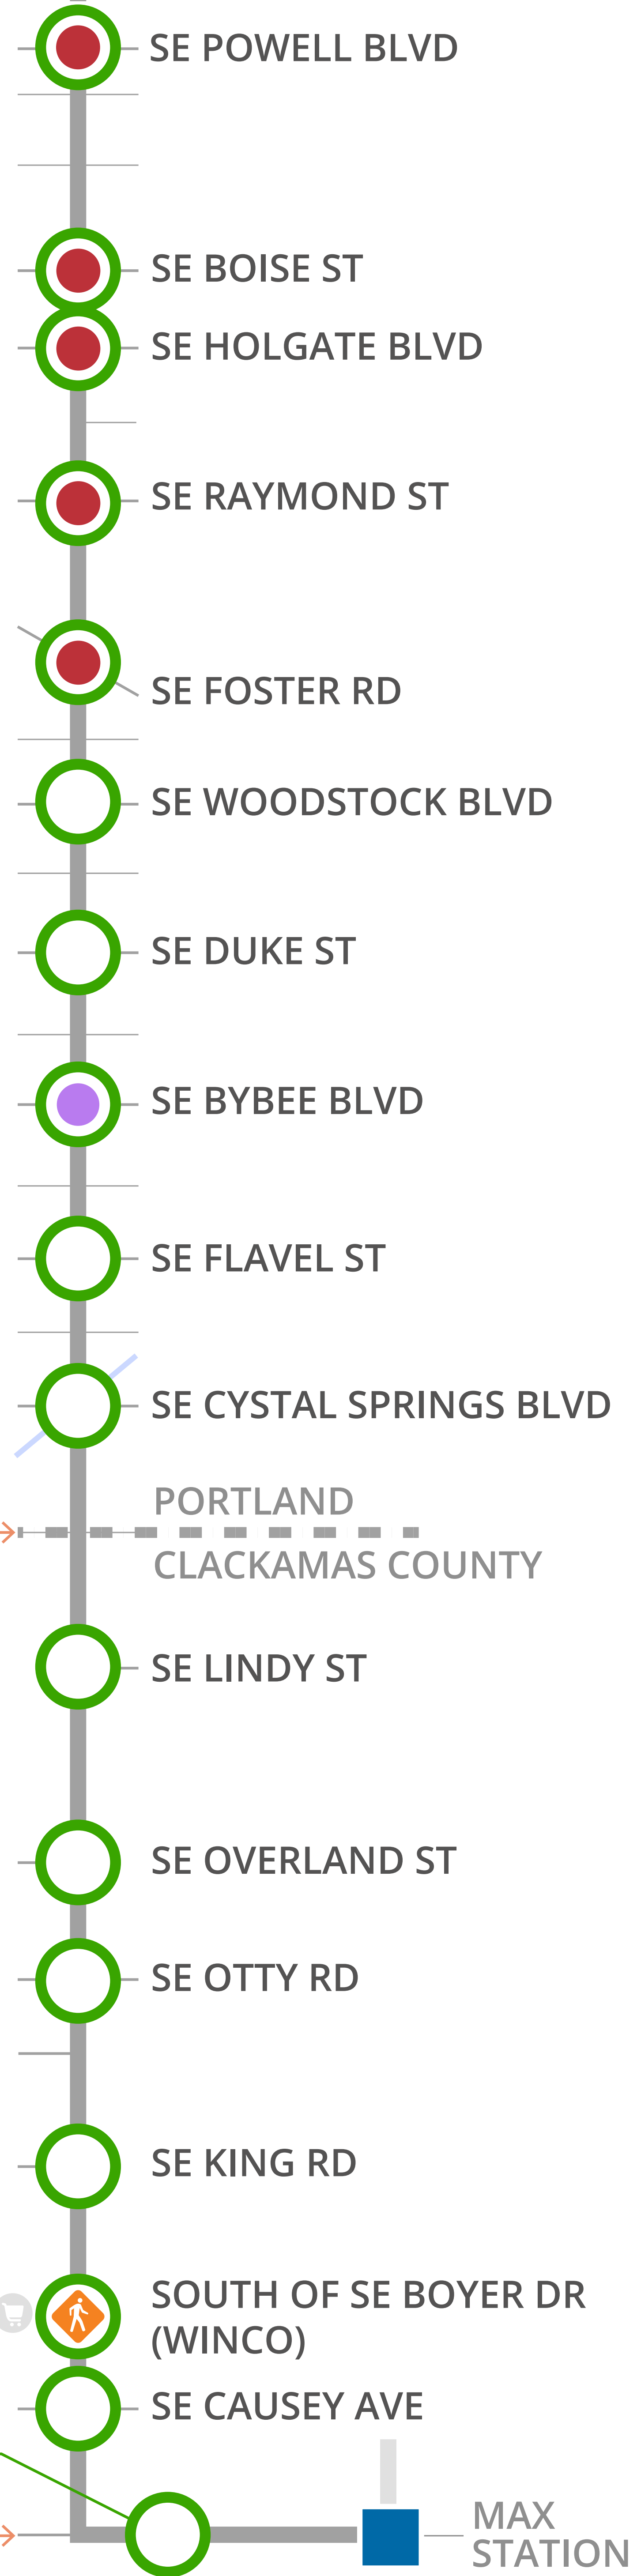 SE POWELL BLVD
SE BOISE ST
SE HOLGATE BLVD
SE RAYMOND ST
SE FOSTER RD
SE WOODSTOCK BLVD
SE DUKE ST
SE BYBEE BLVD
SE FLAVEL ST
SE CYSTAL SPRINGS BLVD
PORTLAND
CLACKAMAS COUNTY
SE LINDY ST
SE OVERLAND ST
SE OTTY RD
SE KING RD
SOUTH OF SE BOYER DR
(WINCO)
SE CAUSEY AVE
MAX
STATION